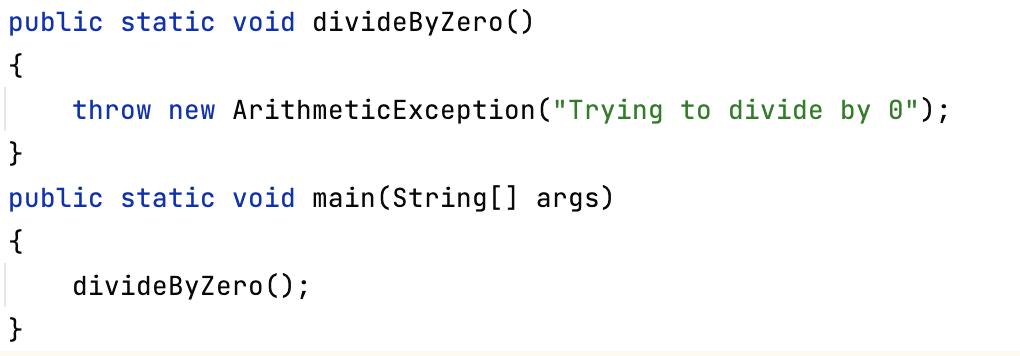 public static void divideByZero()
{
    throw new ArithmeticException("Trying to divide by 0");
}
public static void main(String[] args)
{
    divideByZero();
}